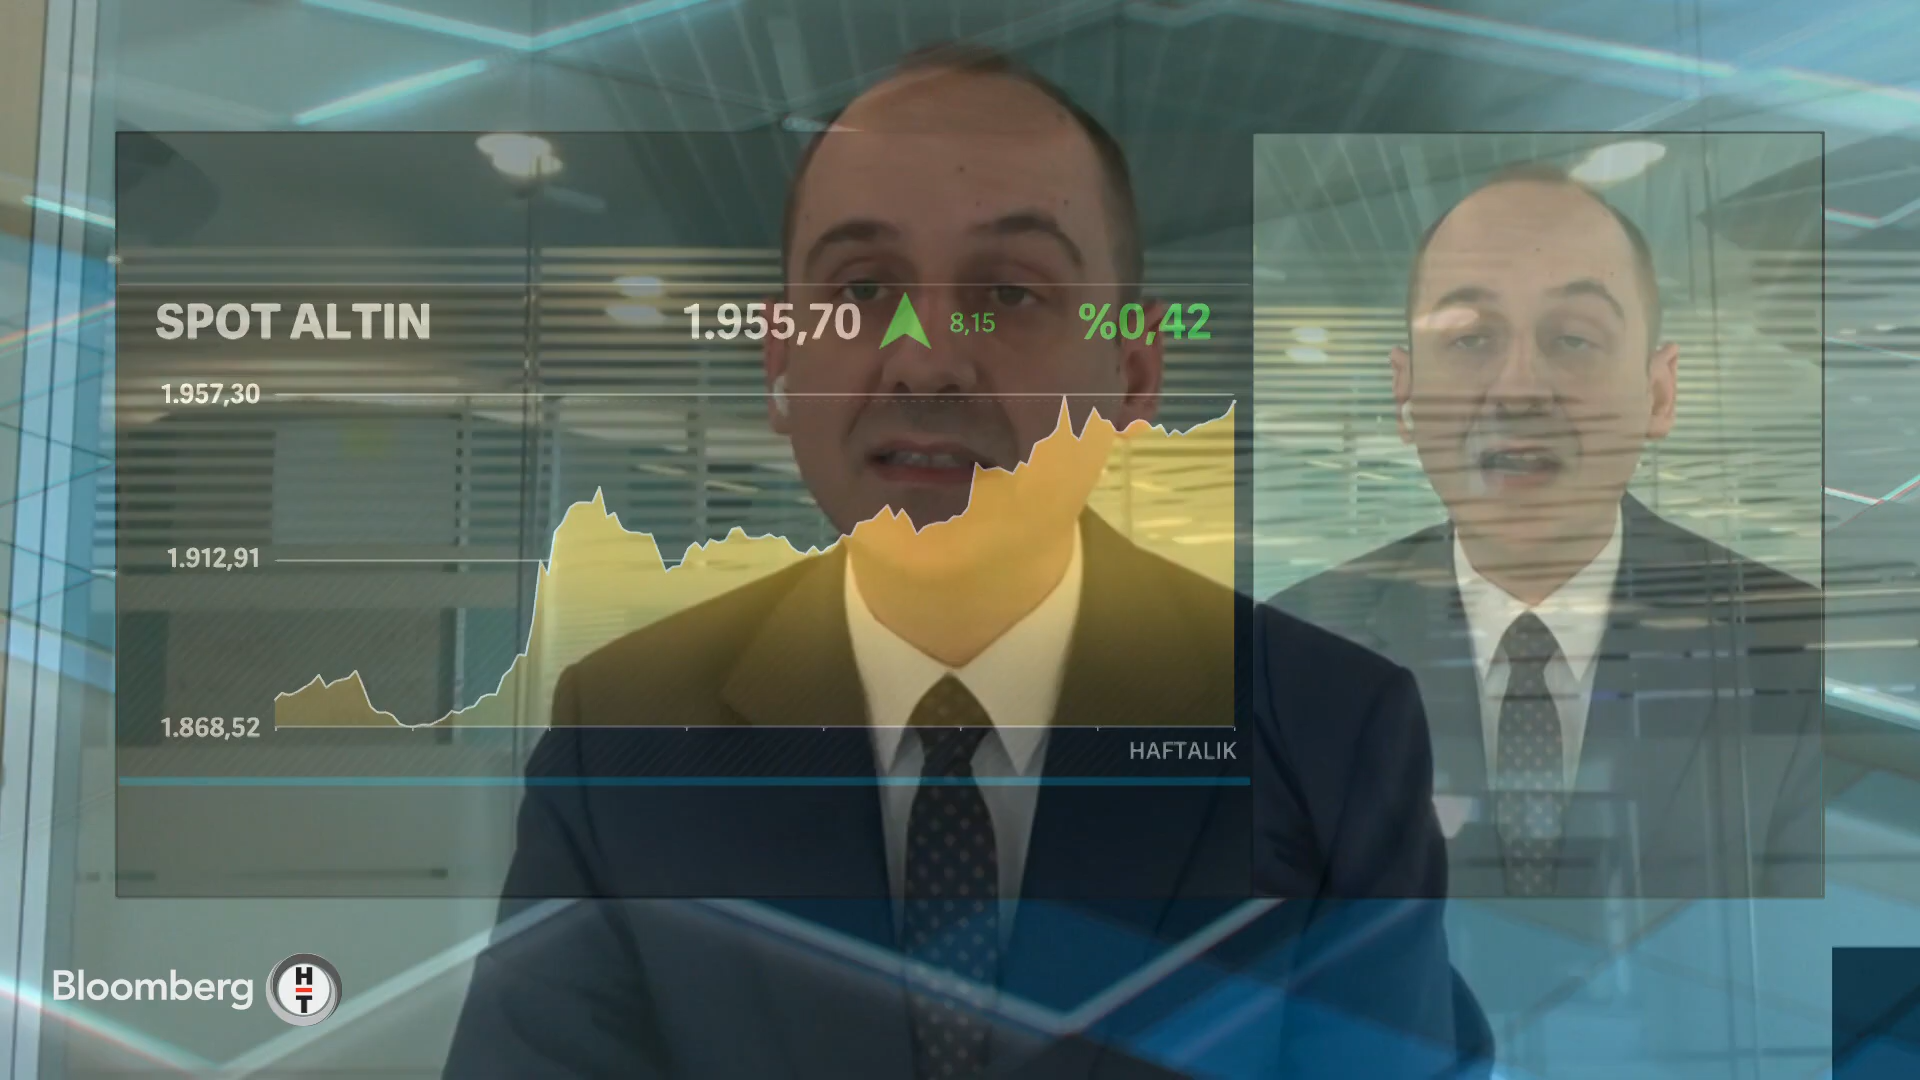 SPOT ALTIN 1.955,70 8,15 %0,42
1.957,30
1.912,91
1.868,52
HAFTALIK
Bloomberg HT